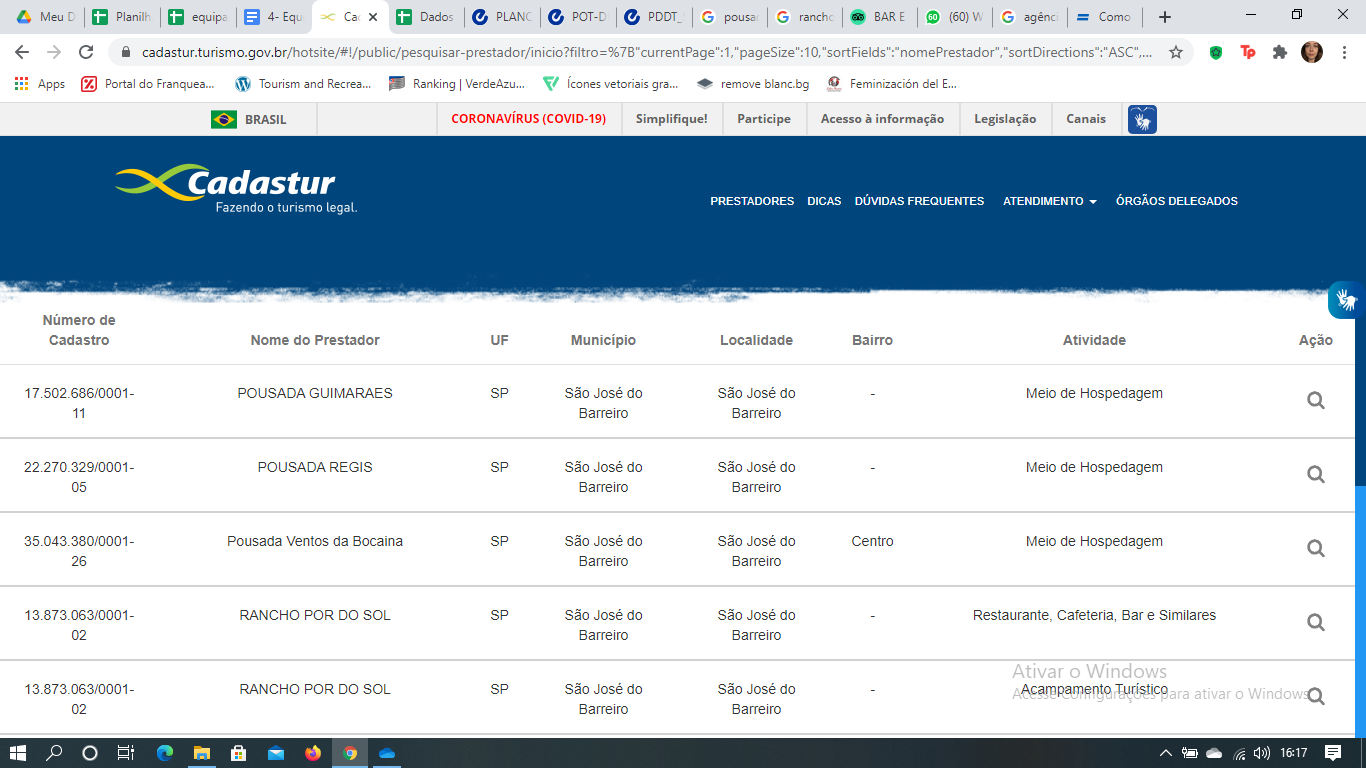 Meu D Planilh equipa 4- Equ Ca Dados PLANC POT-D PDDT_ pousa rancho BAR E (60) W agênci Como
cadastur.turismo.gov.br/hotsite/#!/public/pesquisar-prestador/inicio?filtro=%7B"currentPage":1,"pageSize":10,"sortFields":"nomePrestador","sortDirections":"ASC",...
Apps Portal do Franquea... Tourism and Recrea... Ranking | VerdeAzu... Ícones vetoriais gra... remove blanc.bg Feminización del E...
BRASIL CORONAVÍRUS (COVID-19) Simplifique! Participe Acesso à informação Legislação Canais
Cadastur
Fazendo o turismo legal.
PRESTADORES DICAS DÚVIDAS FREQUENTES ATENDIMENTO ÓRGÃOS DELEGADOS
Número de
Cadastro Nome do Prestador UF Município Localidade Bairro Atividade Ação
17.502.686/0001- POUSADA GUIMARAES SP São José do São José do - Meio de Hospedagem
11 Barreiro Barreiro
22.270.329/0001- POUSADA REGIS SP São José do São José do - Meio de Hospedagem
05 Barreiro Barreiro
35.043.380/0001- Pousada Ventos da Bocaina SP São José do São José do Centro Meio de Hospedagem
26 Barreiro Barreiro
13.873.063/0001- RANCHO POR DO SOL SP São José do São José do - Restaurante, Cafeteria, Bar e Similares
02 Barreiro Barreiro
Ativar o Windows
13.873.063/0001- RANCHO POR DO SOL SP São José do São José do - Acampamento Turístico
Acesse Configurações para ativar o Windows.
02 Barreiro Barreiro
16:17